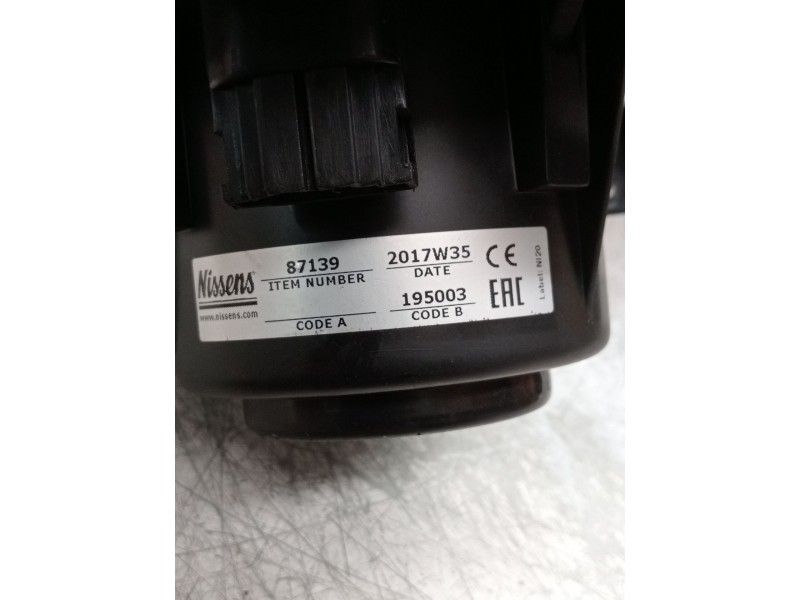 Nissens
www.nissens.com
87139
ITEM NUMBER
CODE A
2017W35
DATE
195003
CODE B
CE
EAC
Label: NI20